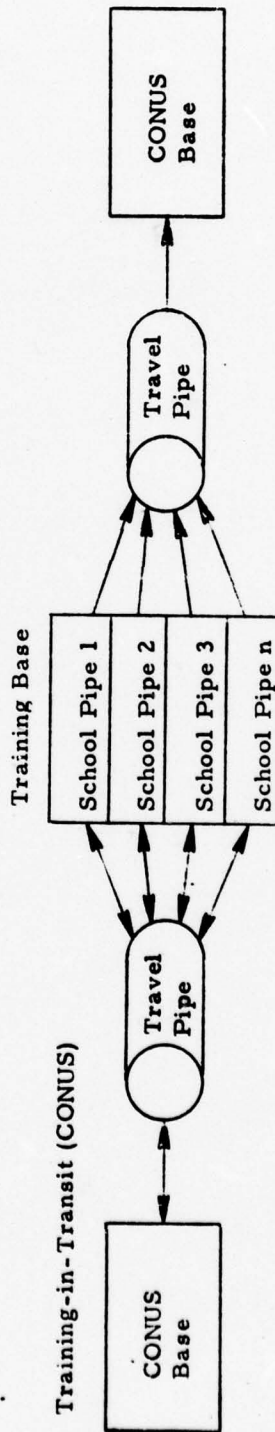 Training-in-Transit (CONUS)
Training Base
CONUS
Base
Travel
Pipe
School Pipe 1
School Pipe 2
School Pipe 3
School Pipe n
Travel
Pipe
CONUS
Base